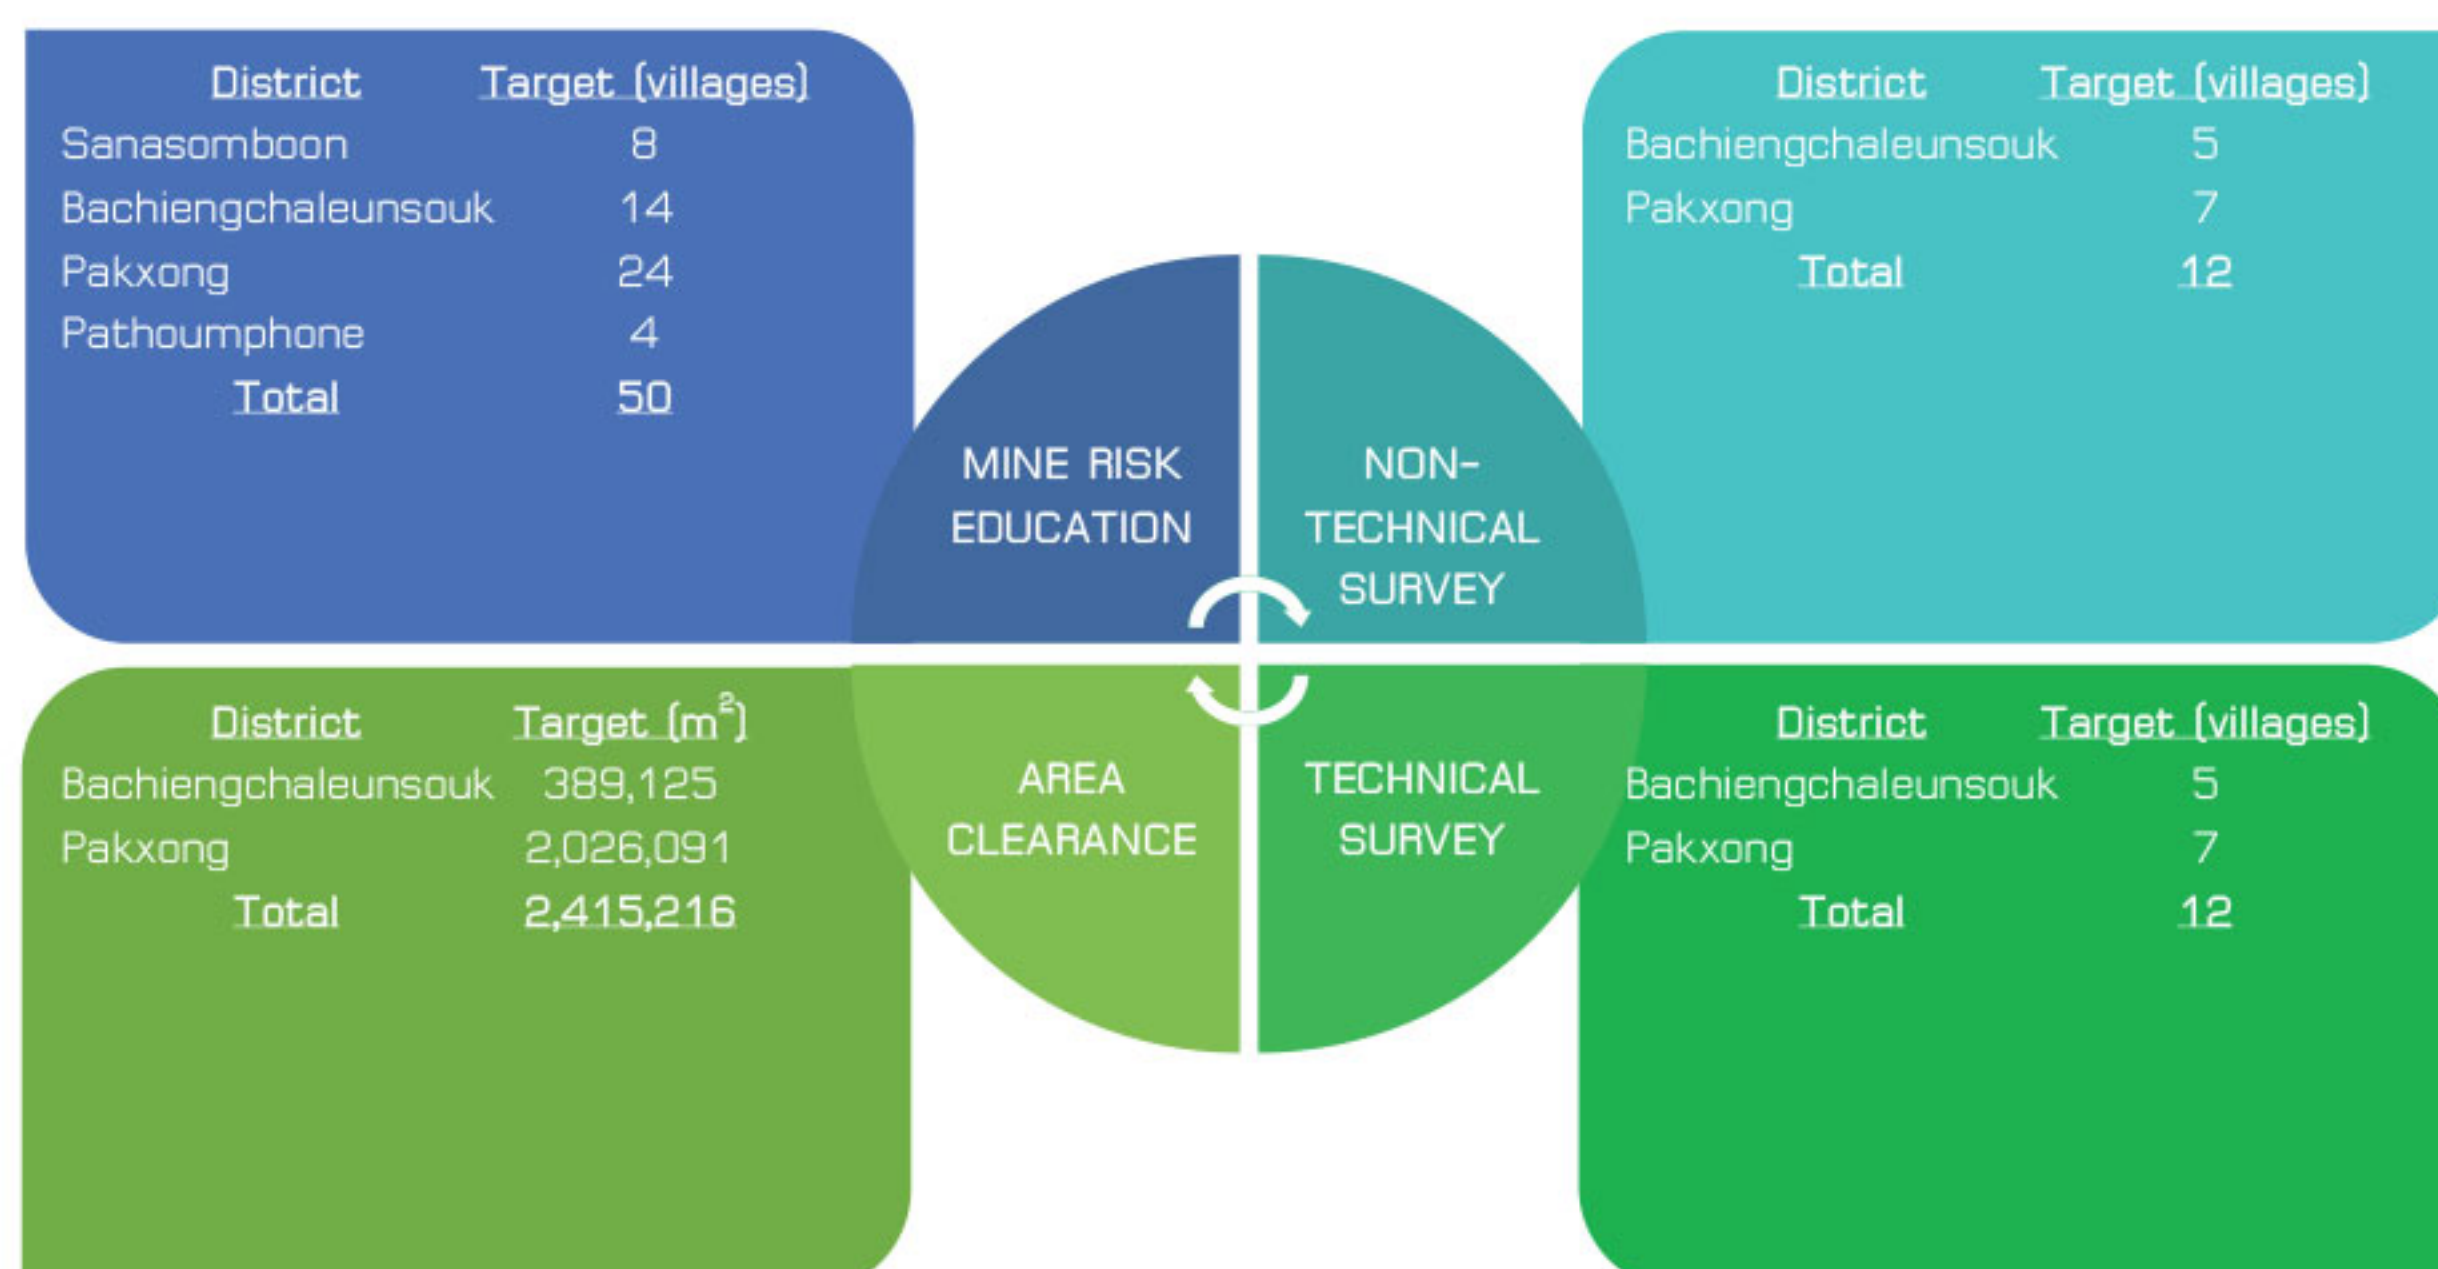 District Target (villages)
Sanasomboon 8
Bachiengchaleunsouk 14
Pakxong 24
Pathoumphone 4
Total 50
District Target (villages)
Bachiengchaleunsouk 5
Pakxong 7
Total 12
MINE RISK
EDUCATION
NON-
TECHNICAL
SURVEY
District Target (m²)
Bachiengchaleunsouk 389,125
Pakxong 2,026,091
Total 2,415,216
AREA
CLEARANCE
TECHNICAL
SURVEY
District Target (villages)
Bachiengchaleunsouk 5
Pakxong 7
Total 12